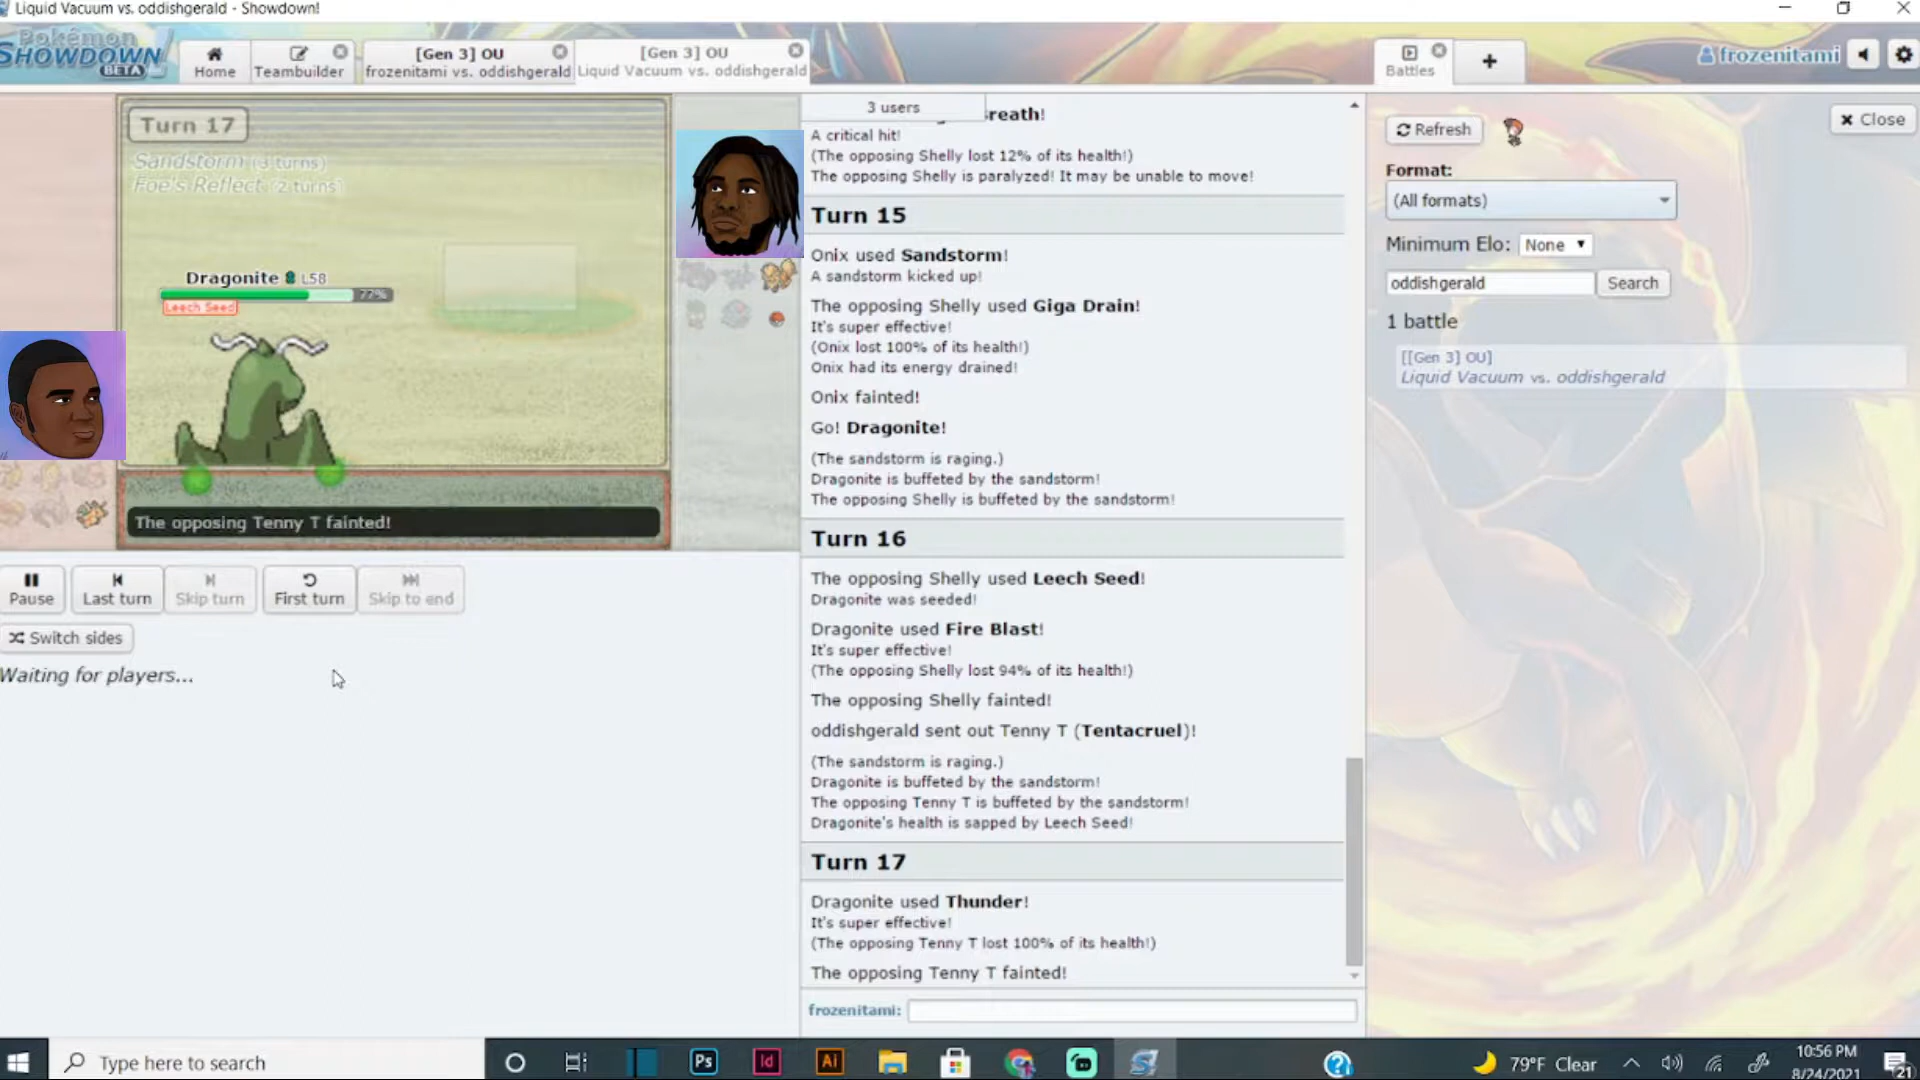 Liquid Vacuum vs. oddishgerald - Showdown!
Pokémon
SHOWDOWN
BETA
Home
Teambuilder
[Gen 3] OU
frozenitami vs. oddishgerald
[Gen 3] OU
Liquid Vacuum vs. oddishgerald
Battles
frozenitami
Turn 17
Sandstorm (3 turns)
Foe's Reflect (2 turns)
Dragonite L58
77%
Leech Seed
The opposing Tenny T fainted!
Pause
Last turn
Skip turn
First turn
Skip to end
Switch sides
Waiting for players...
3 users
reath!
A critical hit!
(The opposing Shelly lost 12% of its health!)
The opposing Shelly is paralyzed! It may be unable to move!
Turn 15
Onix used Sandstorm!
A sandstorm kicked up!
The opposing Shelly used Giga Drain!
It's super effective!
(Onix lost 100% of its health!)
Onix had its energy drained!
Onix fainted!
Go! Dragonite!
(The sandstorm is raging.)
Dragonite is buffeted by the sandstorm!
The opposing Shelly is buffeted by the sandstorm!
Turn 16
The opposing Shelly used Leech Seed!
Dragonite was seeded!
Dragonite used Fire Blast!
It's super effective!
(The opposing Shelly lost 94% of its health!)
The opposing Shelly fainted!
oddishgerald sent out Tenny T (Tentacruel)!
(The sandstorm is raging.)
Dragonite is buffeted by the sandstorm!
The opposing Tenny T is buffeted by the sandstorm!
Dragonite's health is sapped by Leech Seed!
Turn 17
Dragonite used Thunder!
It's super effective!
(The opposing Tenny T lost 100% of its health!)
The opposing Tenny T fainted!
frozenitami:
Refresh
Close
Format:
(All formats)
Minimum Elo: None
oddishgerald
Search
1 battle
[[Gen 3] OU]
Liquid Vacuum vs. oddishgerald
Type here to search
Ps
Id
Ai
79°F Clear
10:56 PM
8/24/2021
21